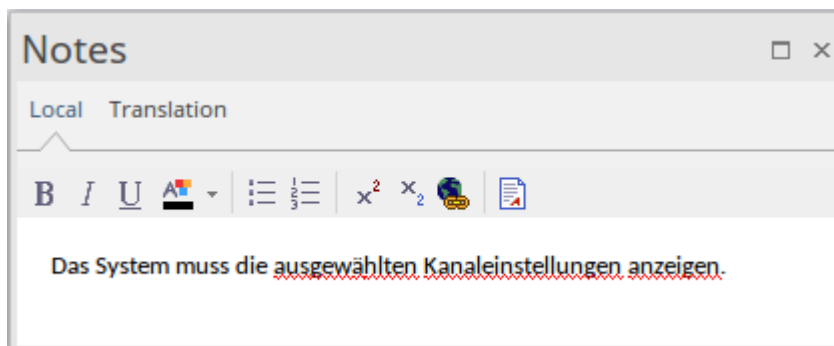 Notes
Local Translation
Das System muss die ausgewählten Kanaleinstellungen anzeigen.